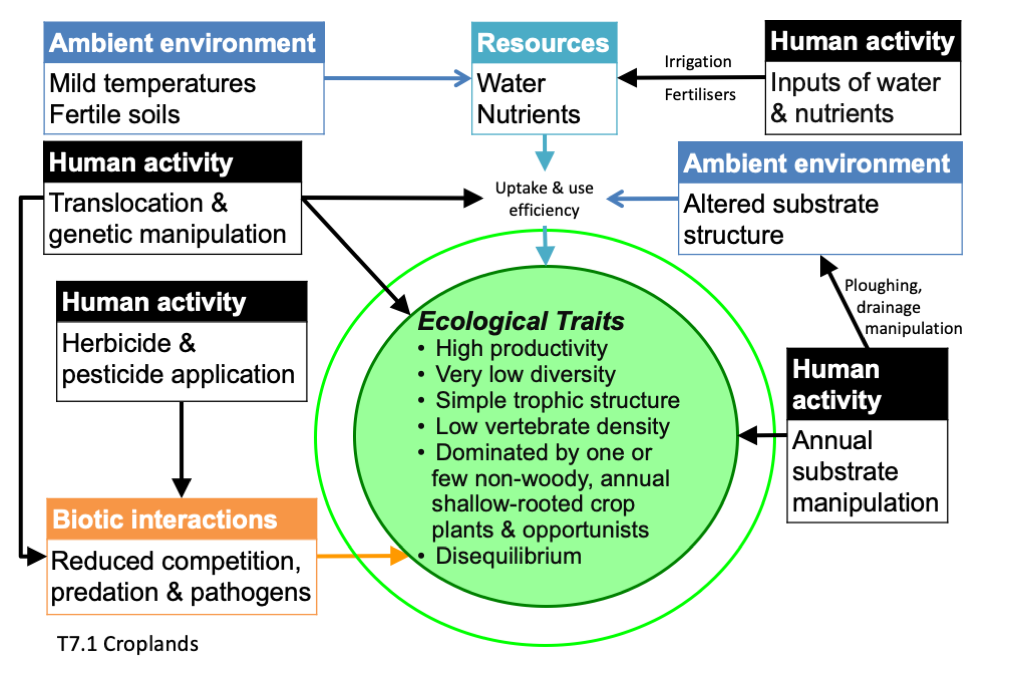 Ambient environment
Mild temperatures
Fertile soils
Resources
Water
Nutrients
Irrigation
Fertilisers
Human activity
Inputs of water
& nutrients
Human activity
Translocation &
genetic manipulation
Uptake & use
efficiency
Ambient environment
Altered substrate
structure
Ploughing,
drainage
manipulation
Human activity
Herbicide &
pesticide application
Ecological Traits
• High productivity
• Very low diversity
• Simple trophic structure
• Low vertebrate density
• Dominated by one or
few non-woody, annual
shallow-rooted crop
plants & opportunists
• Disequilibrium
Human
activity
Annual
substrate
manipulation
Biotic interactions
Reduced competition,
predation & pathogens
T7.1 Croplands